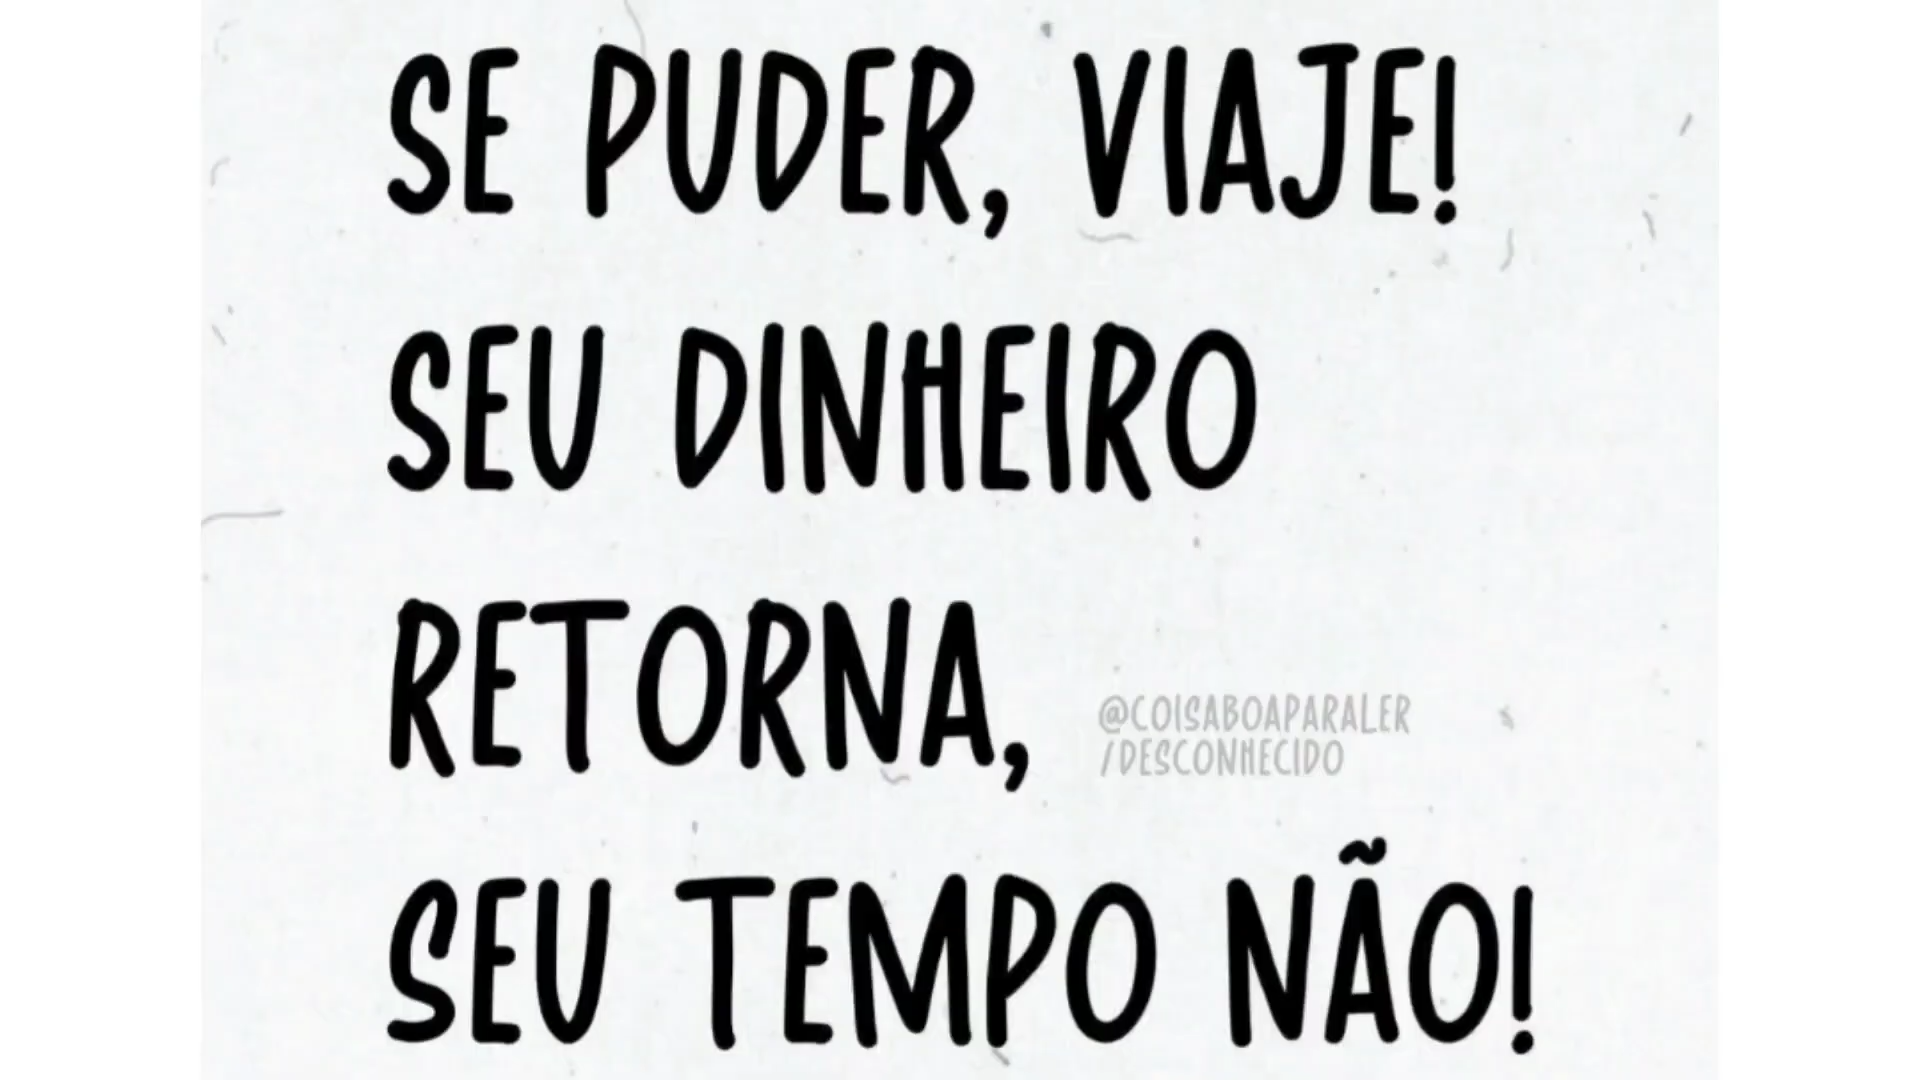 SE PUDER, VIAJE!
SEU DINHEIRO
RETORNA,
@COISABOAPARALER
/DESCONHECIDO
SEU TEMPO NÃO!